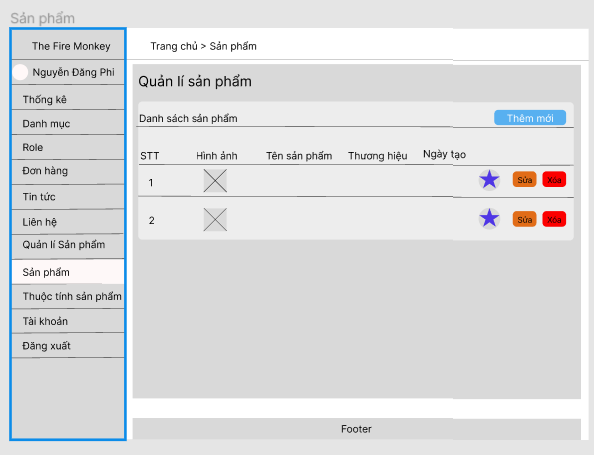 Sản phẩm
The Fire Monkey
Nguyễn Đăng Phi
Thống kê
Danh mục
Role
Đơn hàng
Tin tức
Liên hệ
Quản lí Sản phẩm
Sản phẩm
Thuộc tính sản phẩm
Tài khoản
Đăng xuất
Trang chủ > Sản phẩm
Quản lí sản phẩm
Danh sách sản phẩm Thêm mới
STT Hình ảnh Tên sản phẩm Thương hiệu Ngày tạo
1 Sửa Xóa
2 Sửa Xóa
Footer